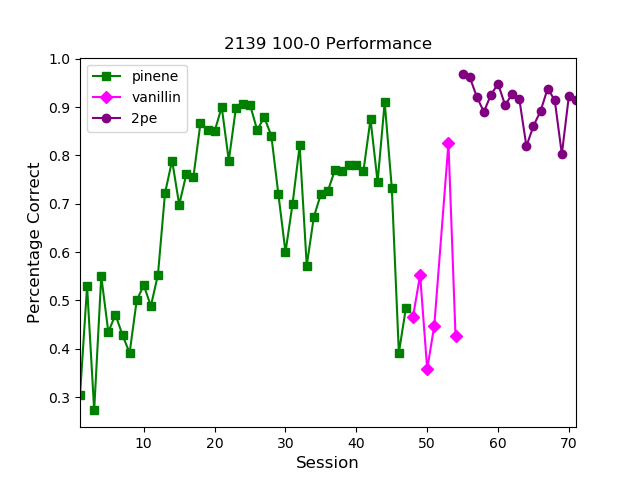 2139 100-0 Performance
pinene
vanillin
2pe
Percentage Correct
1.0
0.9
0.8
0.7
0.6
0.5
0.4
0.3
10 20 30 40 50 60 70
Session